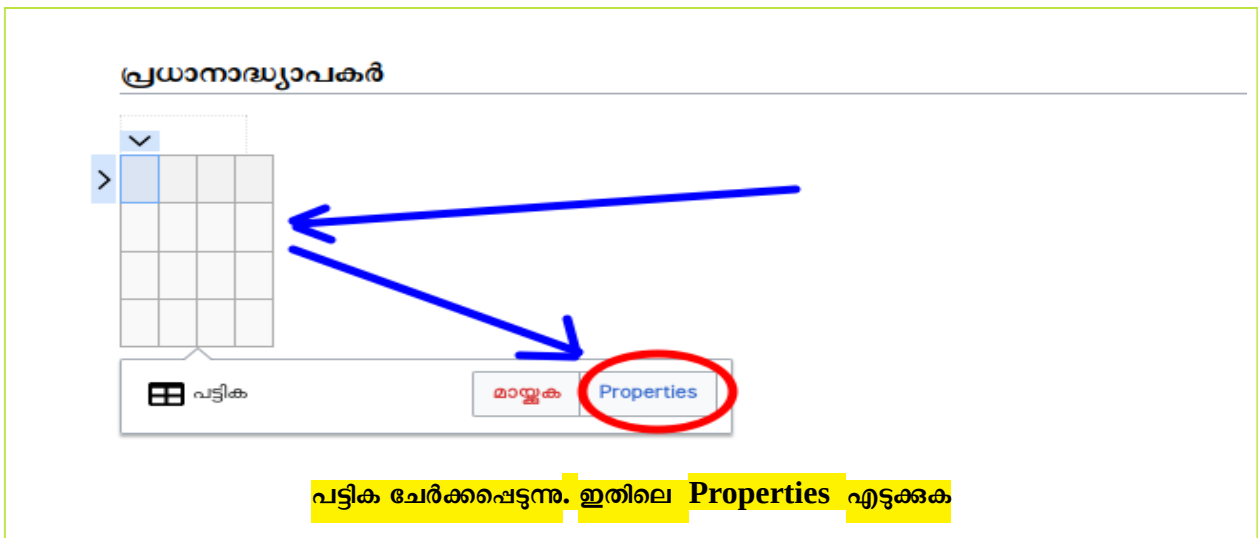 പ്രധാനാദ്ധ്യാപകർ
പട്ടിക മായ്ക്കുക Properties
പട്ടിക ചേർക്കപ്പെടുന്നു. ഇതിലെ Properties എടുക്കുക